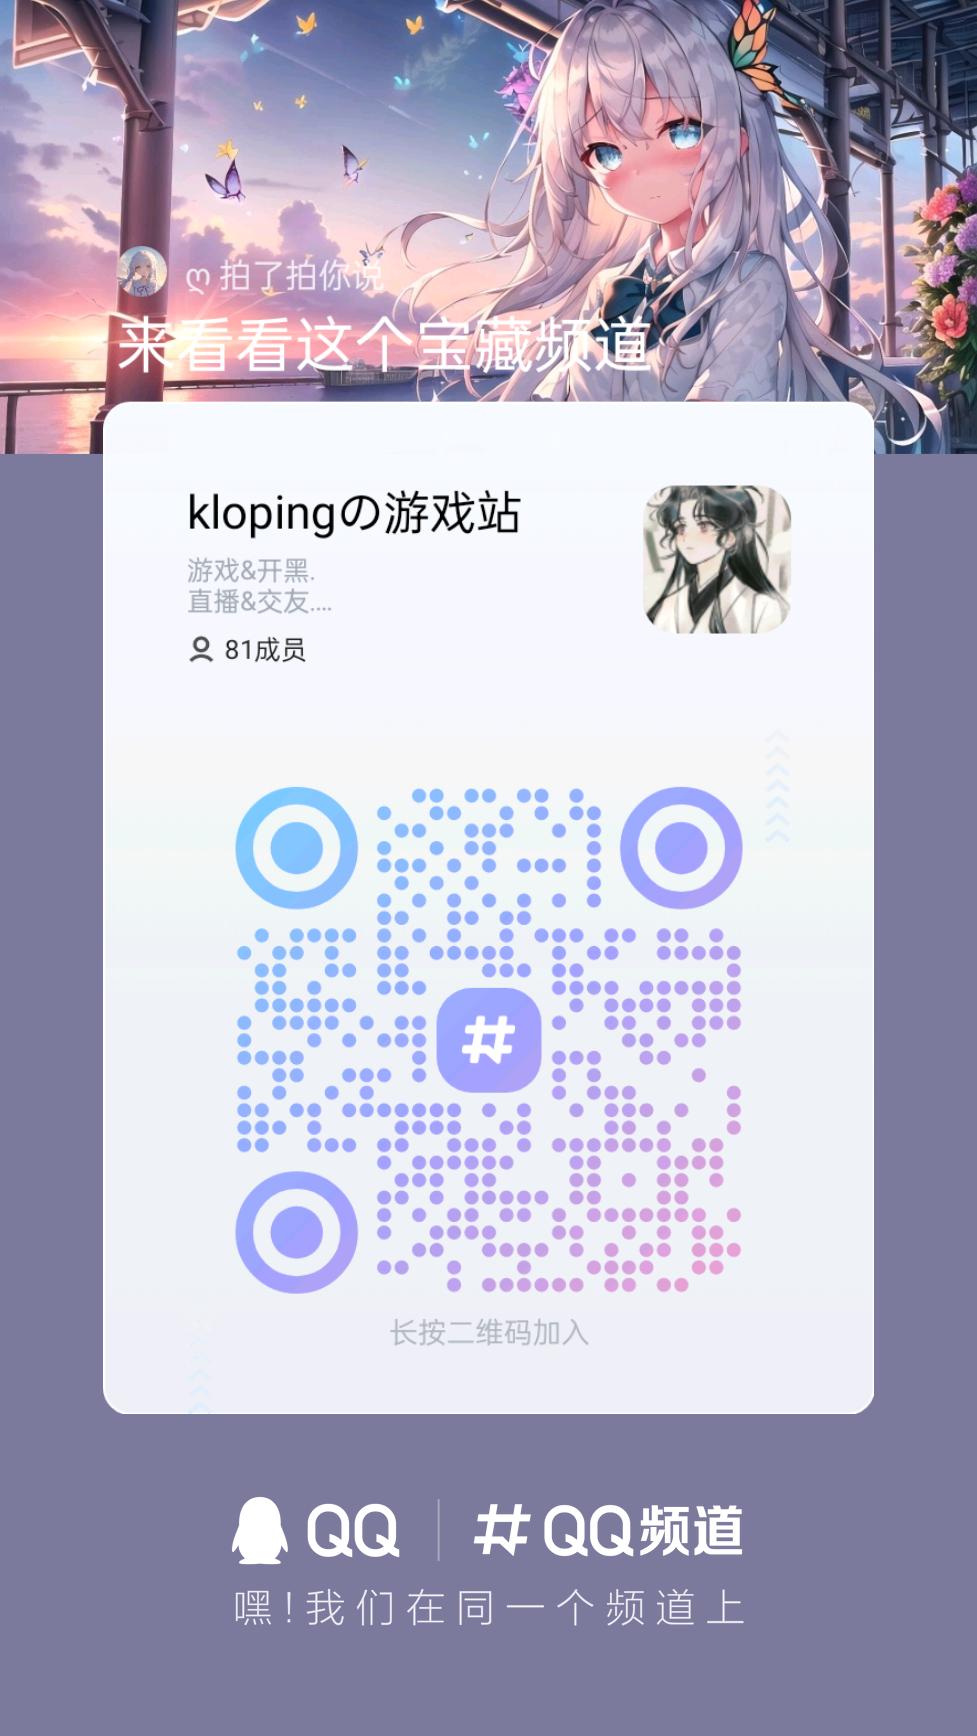 ღ 拍了拍你说
来看看这个宝藏频道
klopingの游戏站
游戏&开黑.
直播&交友....
81成员
长按二维码加入
QQ | QQ频道
嘿!我们在同一个频道上